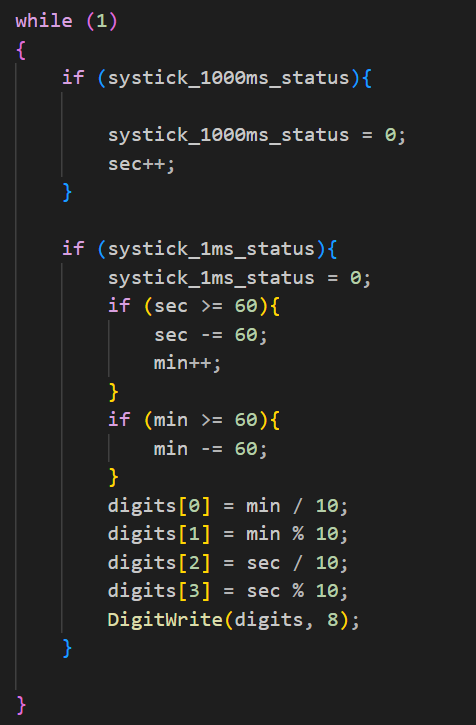 while (1)
{
    if (systick_1000ms_status){

        systick_1000ms_status = 0;
        sec++;
    }

    if (systick_1ms_status){
        systick_1ms_status = 0;
        if (sec >= 60){
            sec -= 60;
            min++;
        }
        if (min >= 60){
            min -= 60;
        }
        digits[0] = min / 10;
        digits[1] = min % 10;
        digits[2] = sec / 10;
        digits[3] = sec % 10;
        DigitWrite(digits, 8);
    }

}